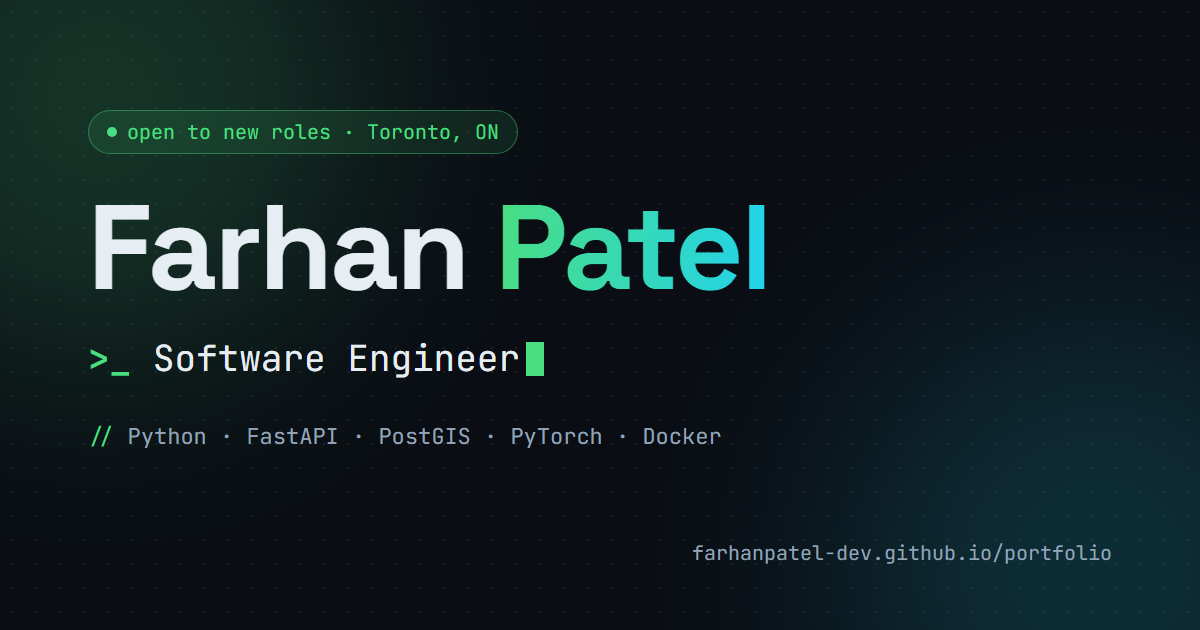 open to new roles · Toronto, ON
Farhan Patel
>_ Software Engineer
// Python · FastAPI · PostGIS · PyTorch · Docker
farhanpatel-dev.github.io/portfolio